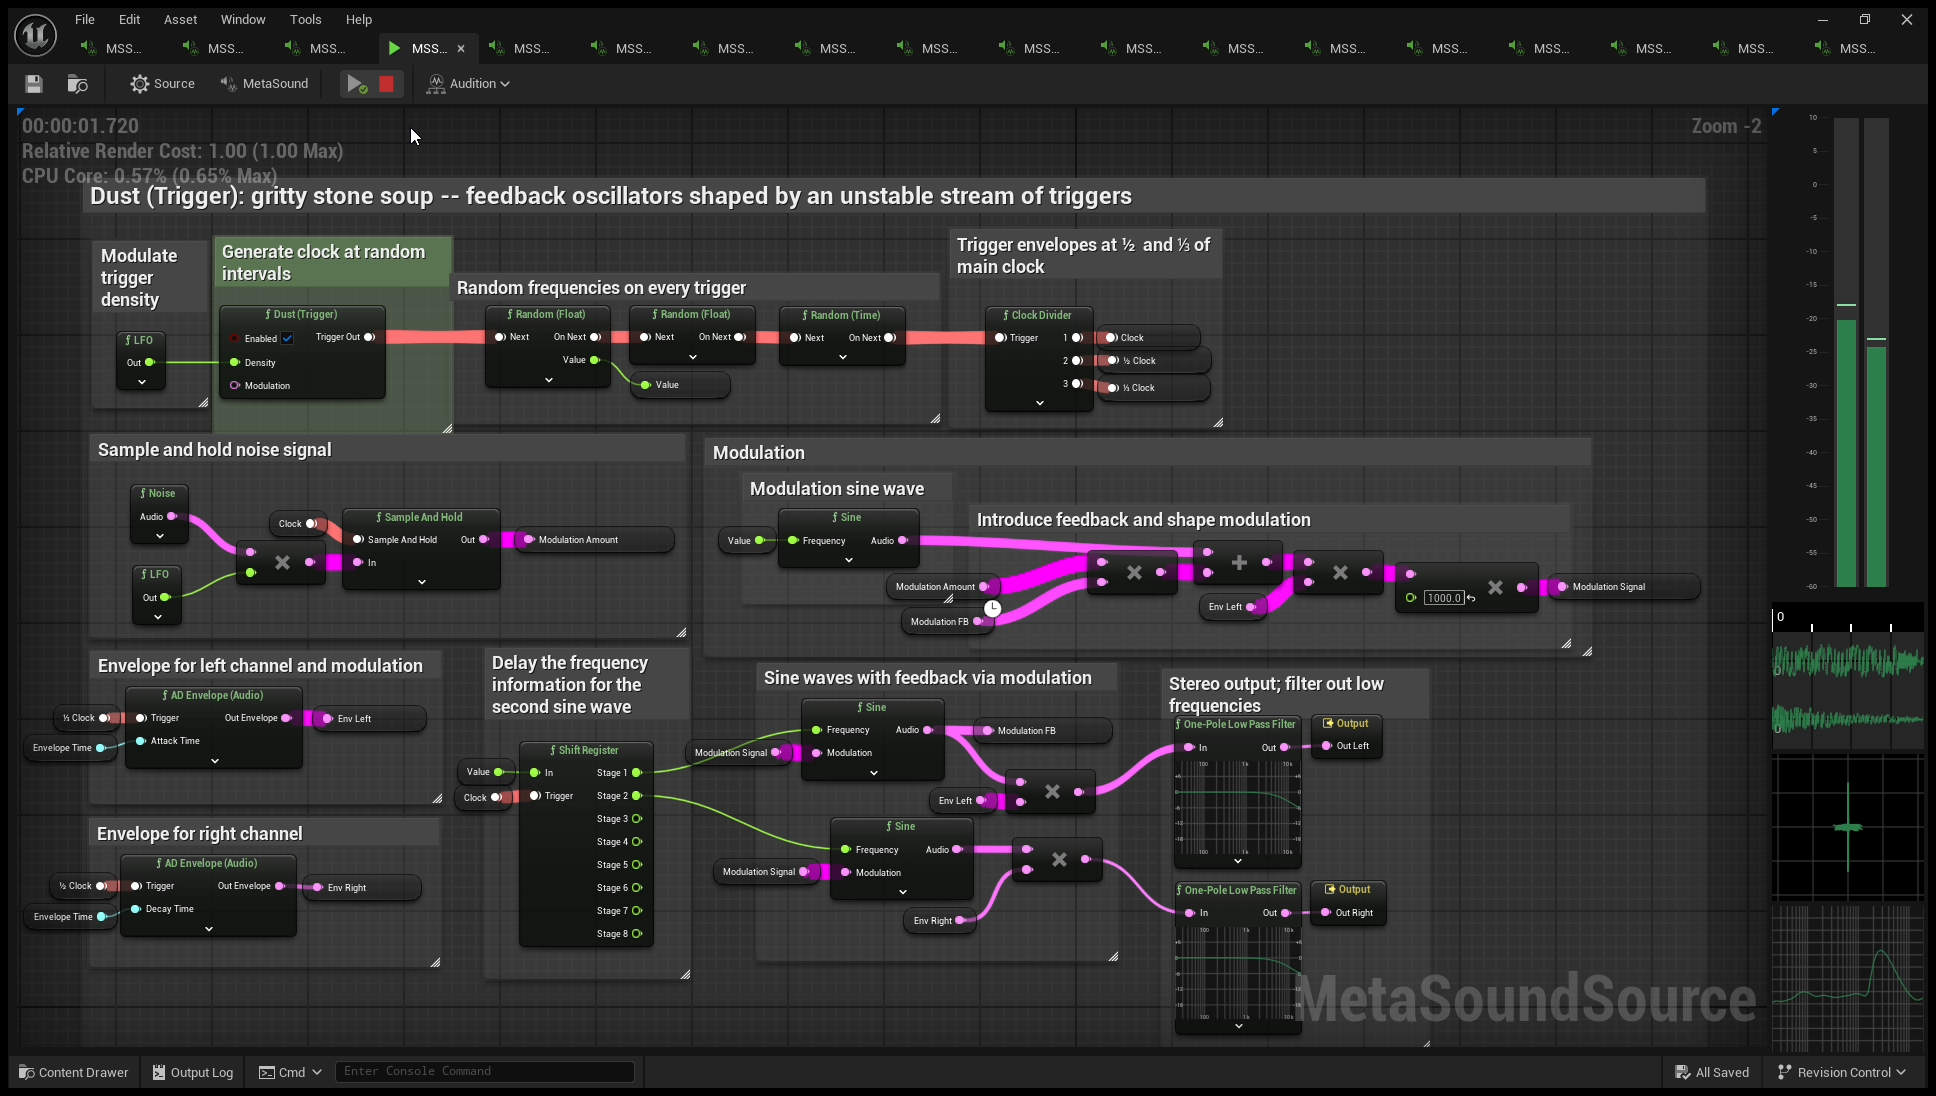 File Edit Asset Window Tools Help
MSS... MSS... MSS... MSS... MSS... MSS... MSS... MSS... MSS... MSS... MSS... MSS... MSS... MSS... MSS... MSS... MSS... MSS...
Source MetaSound Audition
00:00:01.720
Zoom -2
Relative Render Cost: 1.00 (1.00 Max)
CPU Core: 0.57% (0.65% Max)
Dust (Trigger): gritty stone soup -- feedback oscillators shaped by an unstable stream of triggers
Modulate
trigger
density
LFO
Out
Generate clock at random
intervals
Dust (Trigger)
Enabled
Trigger Out
Density
Modulation
Random frequencies on every trigger
Random (Float)
Next On Next
Value
Random (Float)
Next On Next
Value
Random (Time)
Next On Next
Trigger envelopes at ½ and ⅓ of
main clock
Clock Divider
Trigger 1
2
3
Clock
½ Clock
⅓ Clock
Sample and hold noise signal
Noise
Audio
LFO
Out
Clock
Sample And Hold
Sample And Hold Out
In
Modulation Amount
Modulation
Modulation sine wave
Value
Sine
Frequency Audio
Introduce feedback and shape modulation
Modulation Amount
Modulation FB
Env Left
1000.0
Modulation Signal
Envelope for left channel and modulation
AD Envelope (Audio)
⅓ Clock
Trigger Out Envelope
Env Left
Envelope Time
Attack Time
Envelope for right channel
AD Envelope (Audio)
½ Clock
Trigger Out Envelope
Env Right
Envelope Time
Decay Time
Delay the frequency
information for the
second sine wave
Shift Register
Value
In Stage 1
Clock
Trigger Stage 2
Stage 3
Stage 4
Stage 5
Stage 6
Stage 7
Stage 8
Sine waves with feedback via modulation
Sine
Frequency Audio
Modulation FB
Modulation Signal
Modulation
Env Left
Sine
Frequency Audio
Modulation Signal
Modulation
Env Right
Stereo output; filter out low
frequencies
One-Pole Low Pass Filter
In Out
Output
Out Left
One-Pole Low Pass Filter
In Out
Output
Out Right
MetaSoundSource
10
5
0
-5
-10
-15
-20
-25
-30
-35
-40
-45
-50
-55
-60
0
0
0
Content Drawer Output Log Cmd Enter Console Command All Saved Revision Control